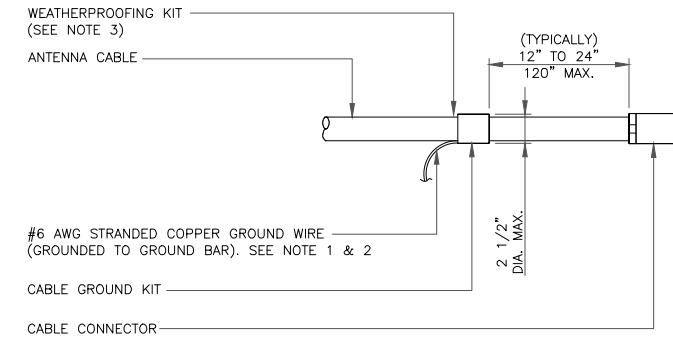 WEATHERPROOFING KIT
(SEE NOTE 3)
ANTENNA CABLE
(TYPICALLY)
12" TO 24"
120" MAX.
2 1/2"
DIA. MAX.
#6 AWG STRANDED COPPER GROUND WIRE
(GROUNDED TO GROUND BAR). SEE NOTE 1 & 2
CABLE GROUND KIT
CABLE CONNECTOR